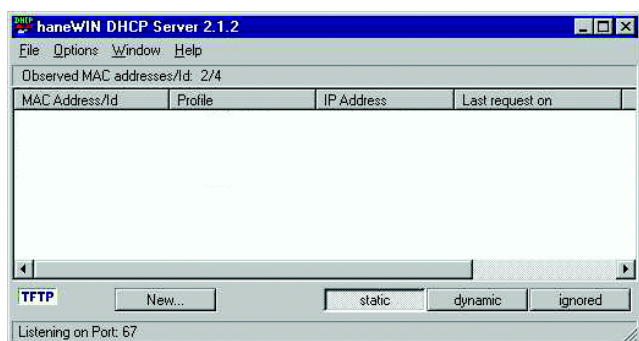 haneWIN DHCP Server 2.1.2
File Options Window Help
Observed MAC addresses/Id: 2/4
MAC Address/Id Profile IP Address Last request on
TFTP New... static dynamic ignored
Listening on Port: 67